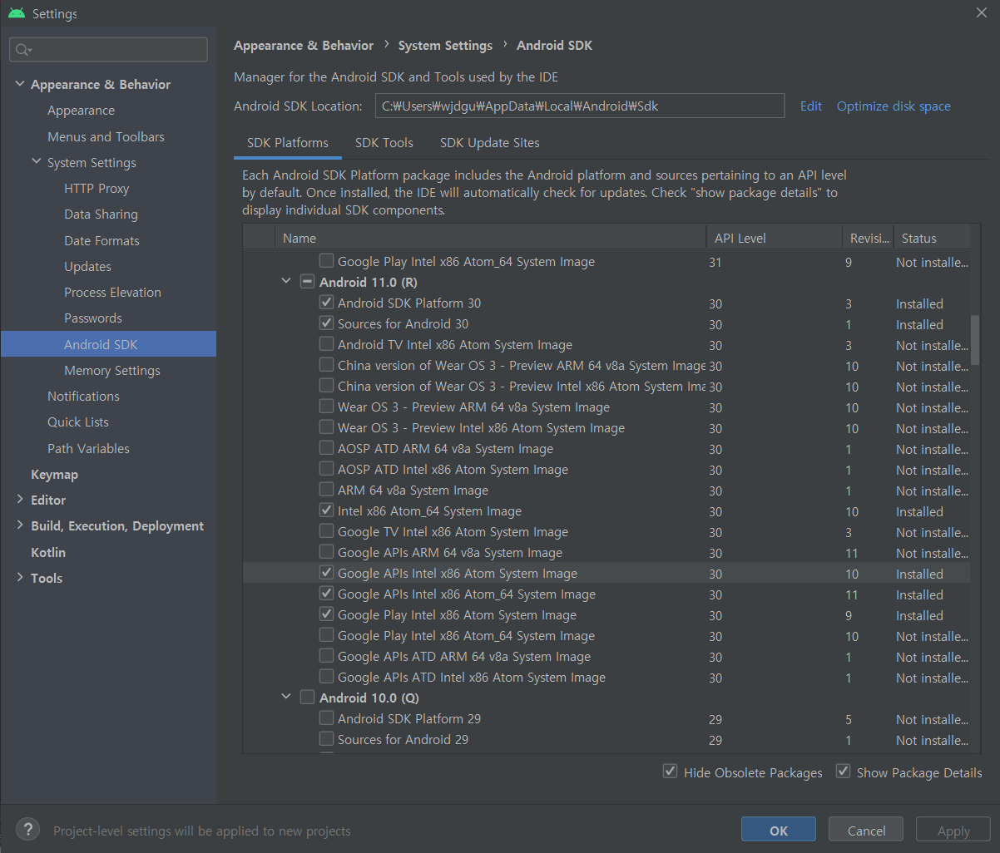 Settings
Appearance & Behavior
Appearance
Menus and Toolbars
System Settings
HTTP Proxy
Data Sharing
Date Formats
Updates
Process Elevation
Passwords
Android SDK
Memory Settings
Notifications
Quick Lists
Path Variables
Keymap
Editor
Build, Execution, Deployment
Kotlin
Tools
Appearance & Behavior › System Settings › Android SDK
Manager for the Android SDK and Tools used by the IDE
Android SDK Location: C:₩Users₩wjdgu₩AppData₩Local₩Android₩Sdk Edit Optimize disk space
SDK Platforms SDK Tools SDK Update Sites
Each Android SDK Platform package includes the Android platform and sources pertaining to an API level
by default. Once installed, the IDE will automatically check for updates. Check "show package details" to
display individual SDK components.
Name API Level Revisi... Status
Google Play Intel x86 Atom_64 System Image 31 9 Not installe...
Android 11.0 (R)
Android SDK Platform 30 30 3 Installed
Sources for Android 30 30 1 Installed
Android TV Intel x86 Atom System Image 30 3 Not installe...
China version of Wear OS 3 - Preview ARM 64 v8a System Image 30 10 Not installe...
China version of Wear OS 3 - Preview Intel x86 Atom System Ima 30 10 Not installe...
Wear OS 3 - Preview ARM 64 v8a System Image 30 10 Not installe...
Wear OS 3 - Preview Intel x86 Atom System Image 30 10 Not installe...
AOSP ATD ARM 64 v8a System Image 30 1 Not installe...
AOSP ATD Intel x86 Atom System Image 30 1 Not installe...
ARM 64 v8a System Image 30 1 Not installe...
Intel x86 Atom_64 System Image 30 10 Installed
Google TV Intel x86 Atom System Image 30 3 Not installe...
Google APIs ARM 64 v8a System Image 30 11 Not installe...
Google APIs Intel x86 Atom System Image 30 10 Installed
Google APIs Intel x86 Atom_64 System Image 30 11 Installed
Google Play Intel x86 Atom System Image 30 9 Installed
Google Play Intel x86 Atom_64 System Image 30 10 Not installe...
Google APIs ATD ARM 64 v8a System Image 30 1 Not installe...
Google APIs ATD Intel x86 Atom System Image 30 1 Not installe...
Android 10.0 (Q)
Android SDK Platform 29 29 5 Not installe...
Sources for Android 29 29 1 Not installe...
Hide Obsolete Packages Show Package Details
? Project-level settings will be applied to new projects
OK Cancel Apply